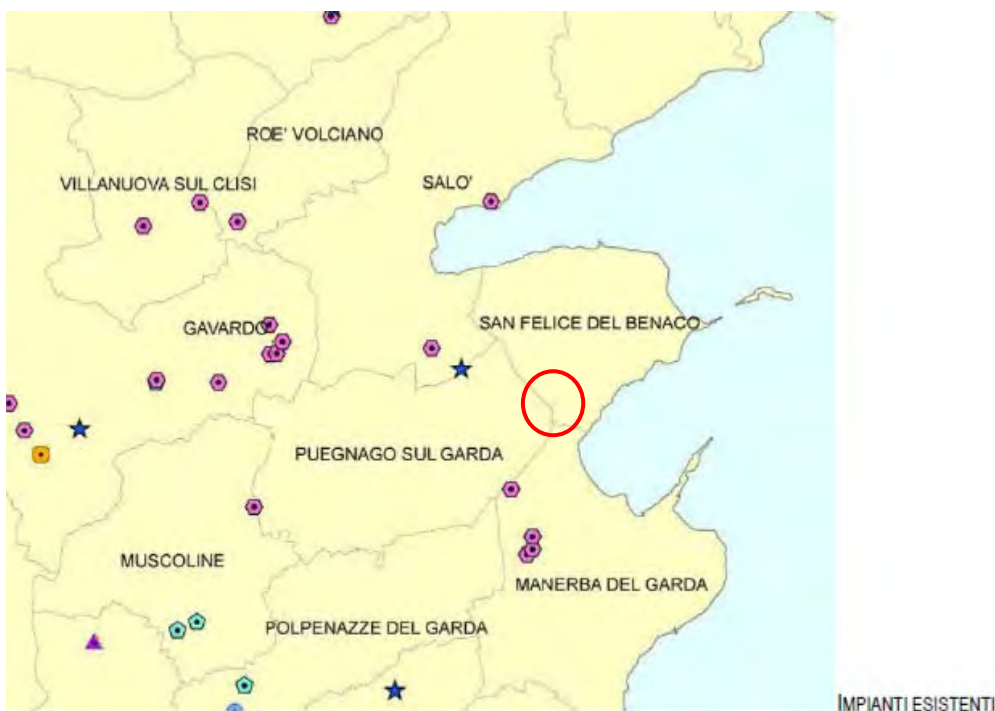 ROE' VOLCIANO
VILLANUOVA SUL CLISI
SALO'
GAVARDO
SAN FELICE DEL BENACO
PUEGNAGO SUL GARDA
MUSCOLINE
MANERBA DEL GARDA
POLPENAZZE DEL GARDA
IMPIANTI ESISTENTI